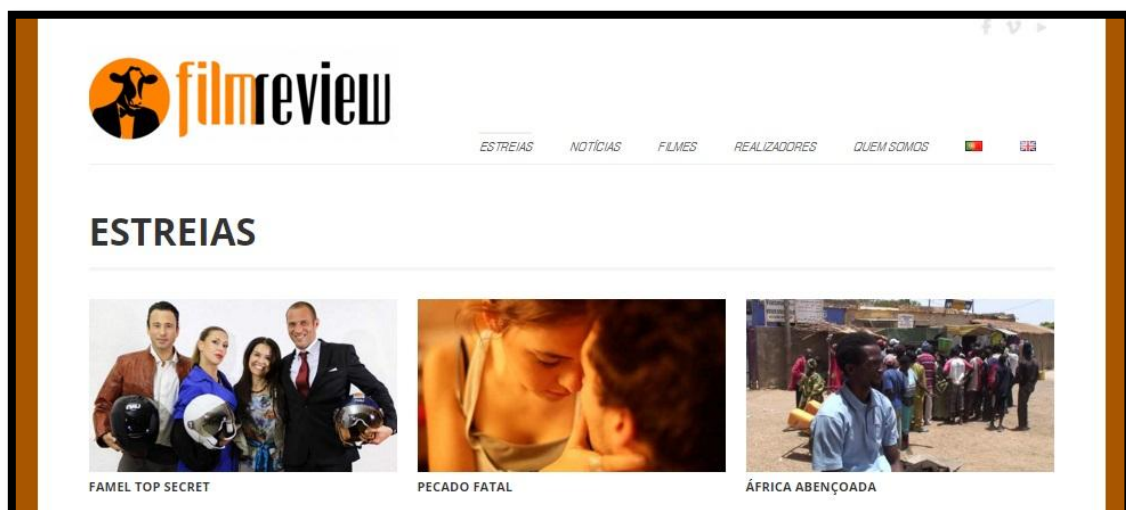 filmreview
ESTREIAS NOTÍCIAS FILMES REALIZADORES QUEM SOMOS
ESTREIAS
FAMEL TOP SECRET PECADO FATAL ÁFRICA ABENÇOADA